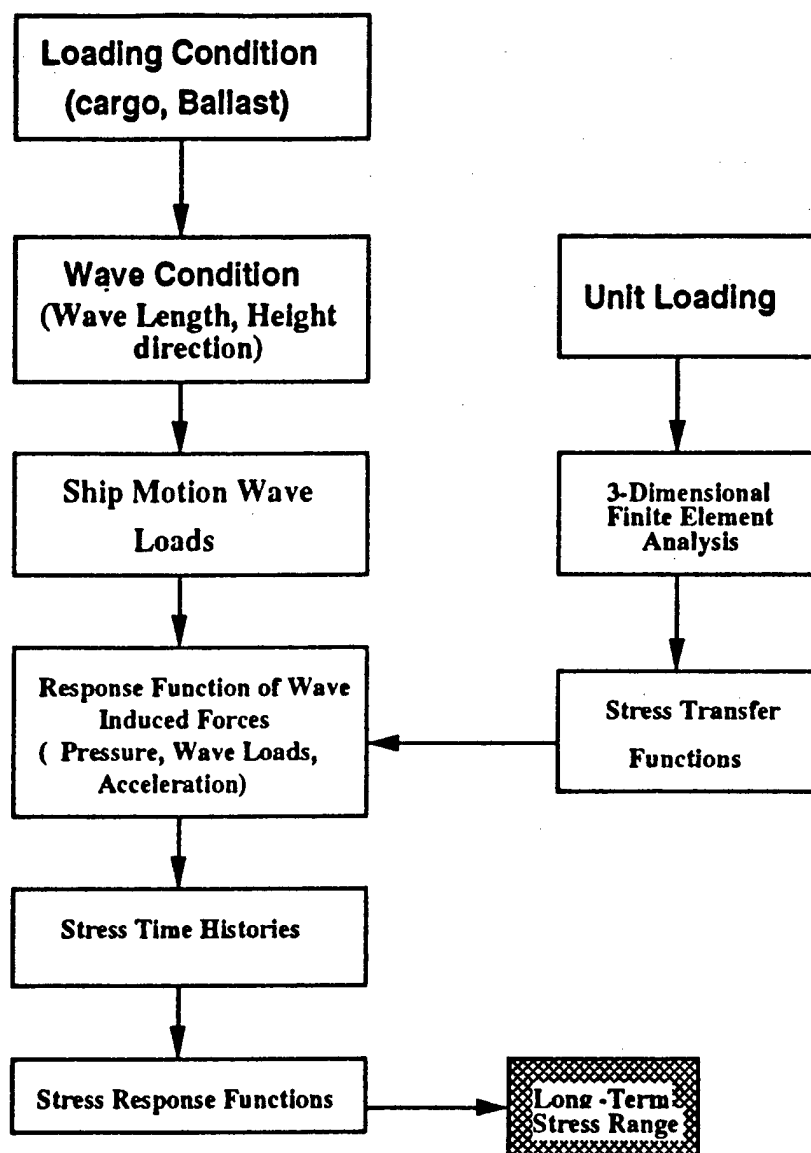 Loading Condition
(cargo, Ballast)
Wave Condition
(Wave Length, Height
direction)
Unit Loading
Ship Motion Wave
Loads
3-Dimensional
Finite Element
Analysis
Response Function of Wave
Induced Forces
( Pressure, Wave Loads,
Acceleration)
Stress Transfer
Functions
Stress Time Histories
Stress Response Functions
Long -Term
Stress Range